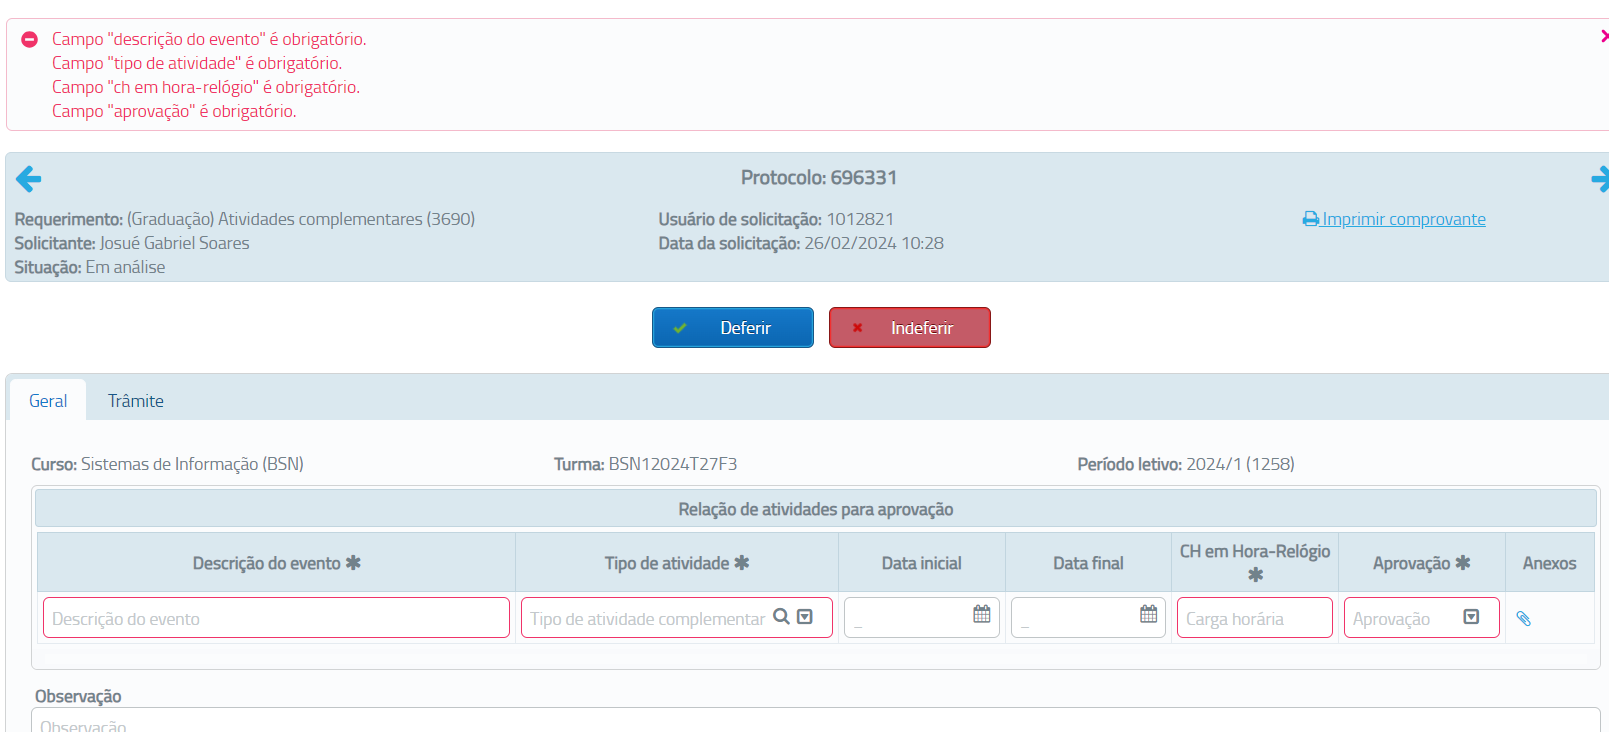 Campo "descrição do evento" é obrigatório.
Campo "tipo de atividade" é obrigatório.
Campo "ch em hora-relógio" é obrigatório.
Campo "aprovação" é obrigatório.
Protocolo: 696331
Requerimento: (Graduação) Atividades complementares (3690)
Usuário de solicitação: 1012821
Imprimir comprovante
Solicitante: Josué Gabriel Soares
Data da solicitação: 26/02/2024 10:28
Situação: Em análise
Deferir
Indeferir
Geral
Trâmite
Curso: Sistemas de Informação (BSN)
Turma: BSN12024T27F3
Período letivo: 2024/1 (1258)
Relação de atividades para aprovação
Descrição do evento ✱
Tipo de atividade ✱
Data inicial
Data final
CH em Hora-Relógio
✱
Aprovação ✱
Anexos
Descrição do evento
Tipo de atividade complementar
_
_
Carga horária
Aprovação
Observação
Observação